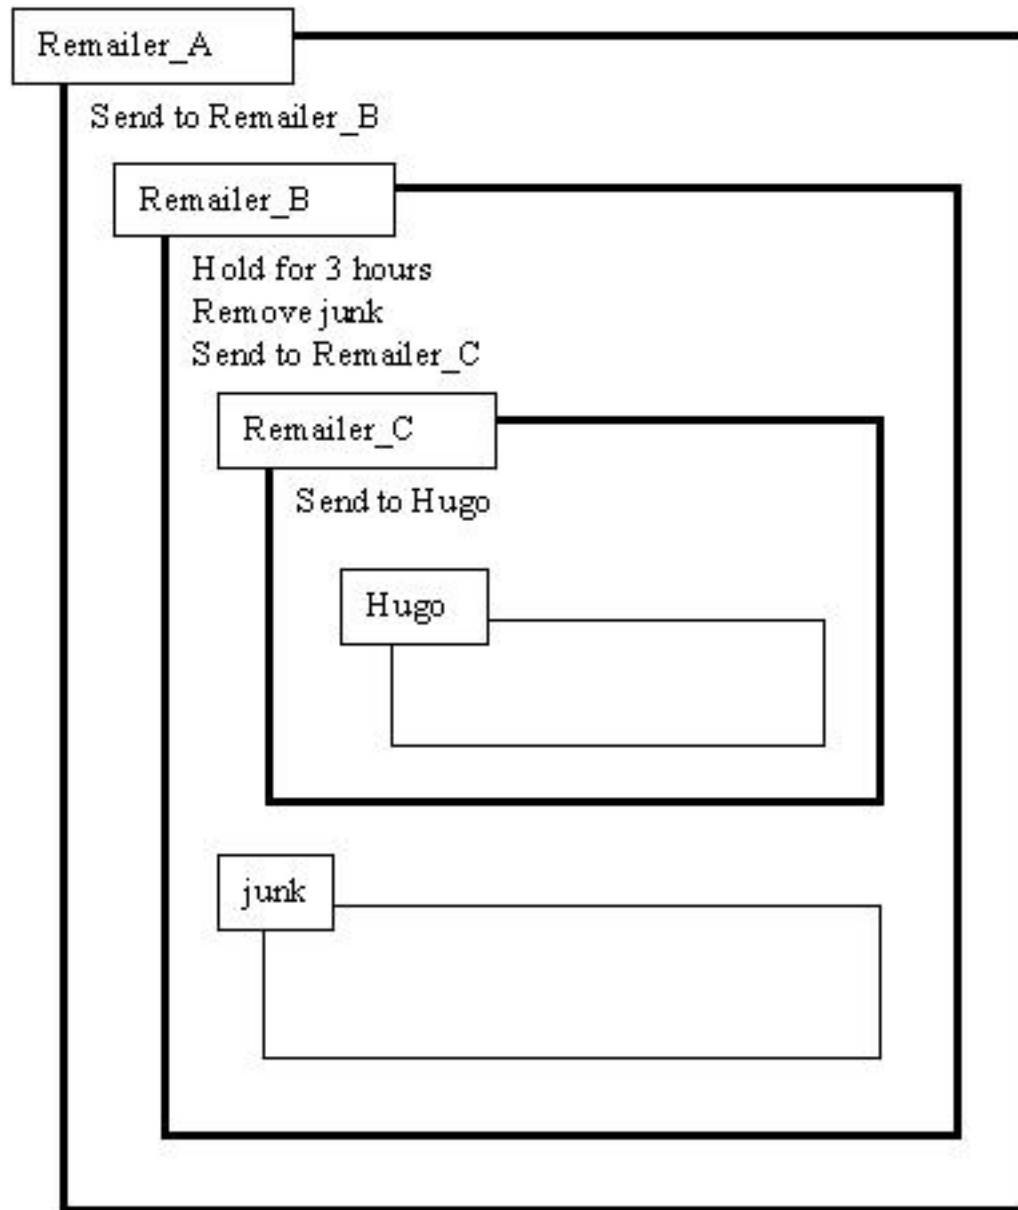 Remailer_A
Send to Remailer_B
Remailer_B
Hold for 3 hours
Remove junk
Send to Remailer_C
Remailer_C
Send to Hugo
Hugo
junk